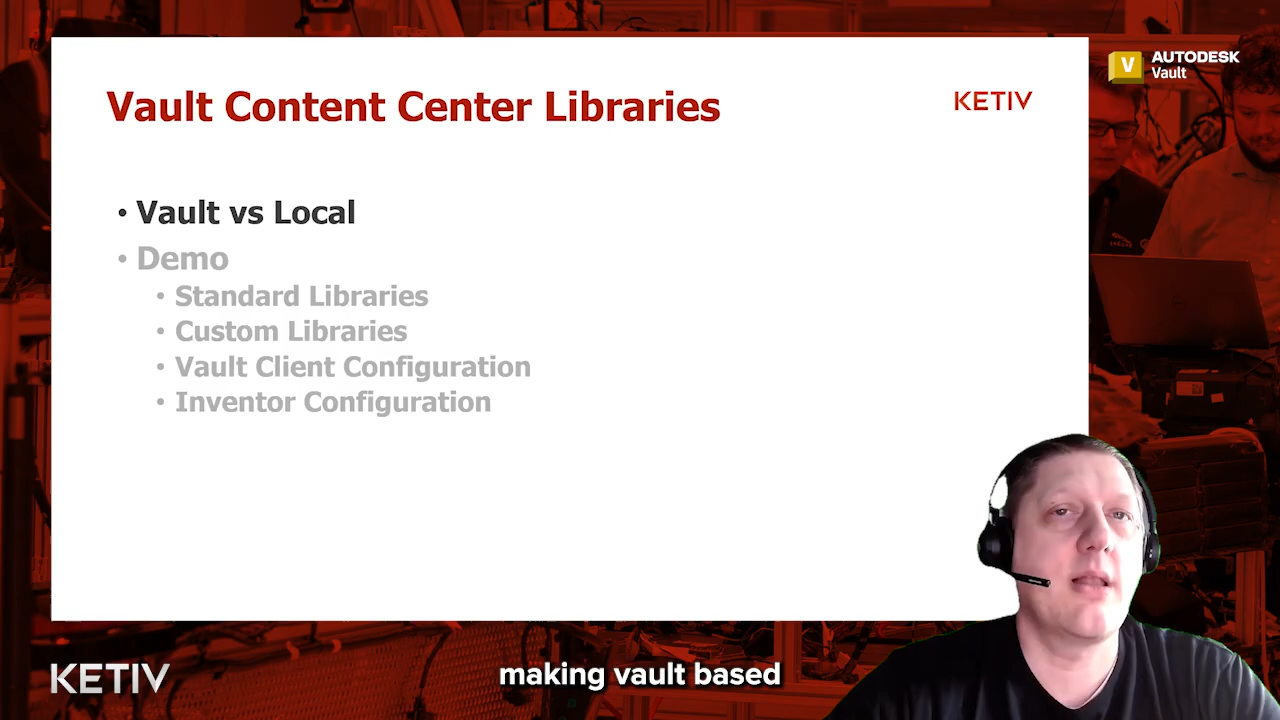 Vault Content Center Libraries
KETIV
V
AUTODESK
Vault
• Vault vs Local
• Demo
• Standard Libraries
• Custom Libraries
• Vault Client Configuration
• Inventor Configuration
KETIV
making vault based